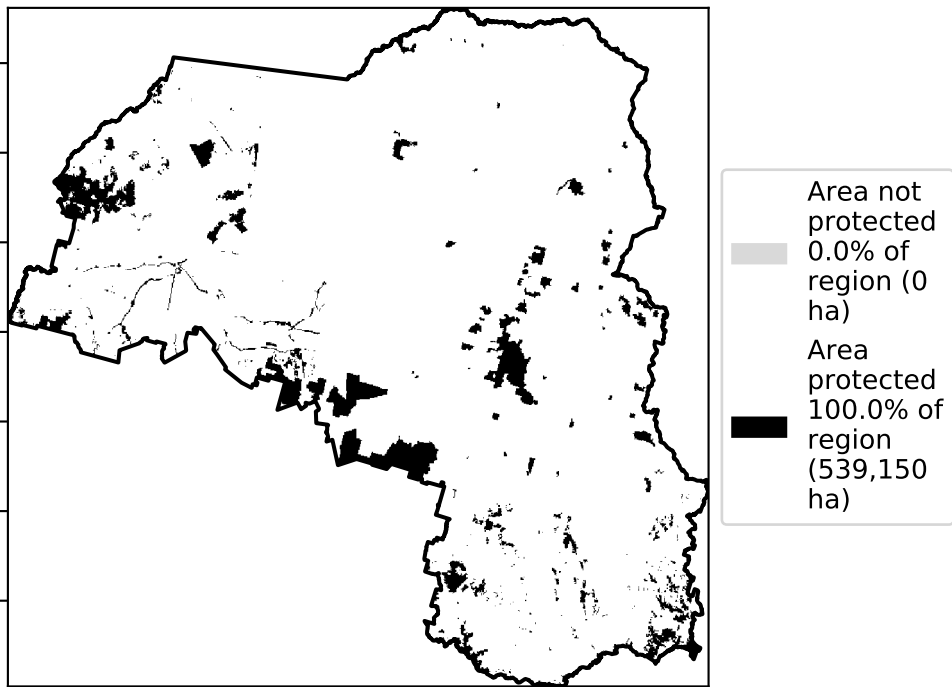 Area not
protected
0.0% of
region (0
ha)
Area
protected
100.0% of
region
(539,150
ha)